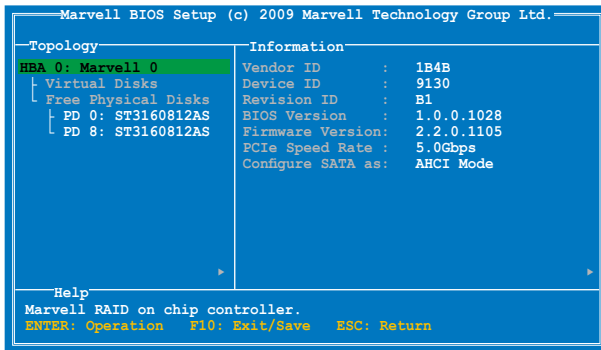 Marvell BIOS Setup (c) 2009 Marvell Technology Group Ltd.
Topology
HBA 0: Marvell 0
Virtual Disks
Free Physical Disks
PD 0: ST3160812AS
PD 8: ST3160812AS
Information
Vendor ID : 1B4B
Device ID : 9130
Revision ID : B1
BIOS Version : 1.0.0.1028
Firmware Version: 2.2.0.1105
PCIe Speed Rate : 5.0Gbps
Configure SATA as: AHCI Mode
Help
Marvell RAID on chip controller.
ENTER: Operation F10: Exit/Save ESC: Return